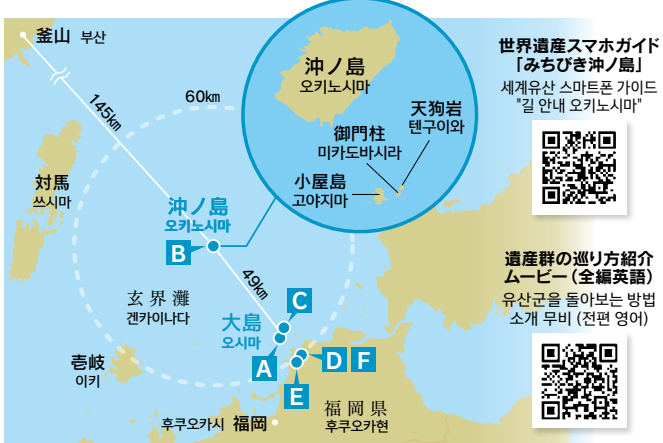 釜山 부산
145km
60km
対馬
쓰시마
沖ノ島
오키노시마
B
49km
玄界灘
겐카이나다
大島
오시마
C
A
D F
E
壱岐
이키
후쿠오카시 福岡
福岡県
후쿠오카현
沖ノ島
오키노시마
天狗岩
텐구이와
御門柱
미카도바시라
小屋島
고야지마
世界遺産スマホガイド
「みちびき沖ノ島」
세계유산 스마트폰 가이드
"길 안내 오키노시마"
遺産群の巡り方紹介
ムービー（全編英語）
유산군을 돌아보는 방법
소개 무비 (전편 영어)